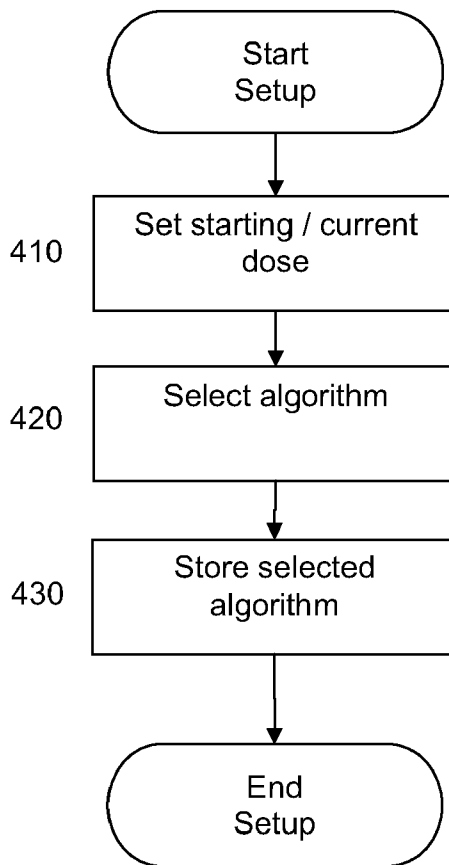 Start
Setup
410
Set starting / current
dose
420
Select algorithm
430
Store selected
algorithm
End
Setup